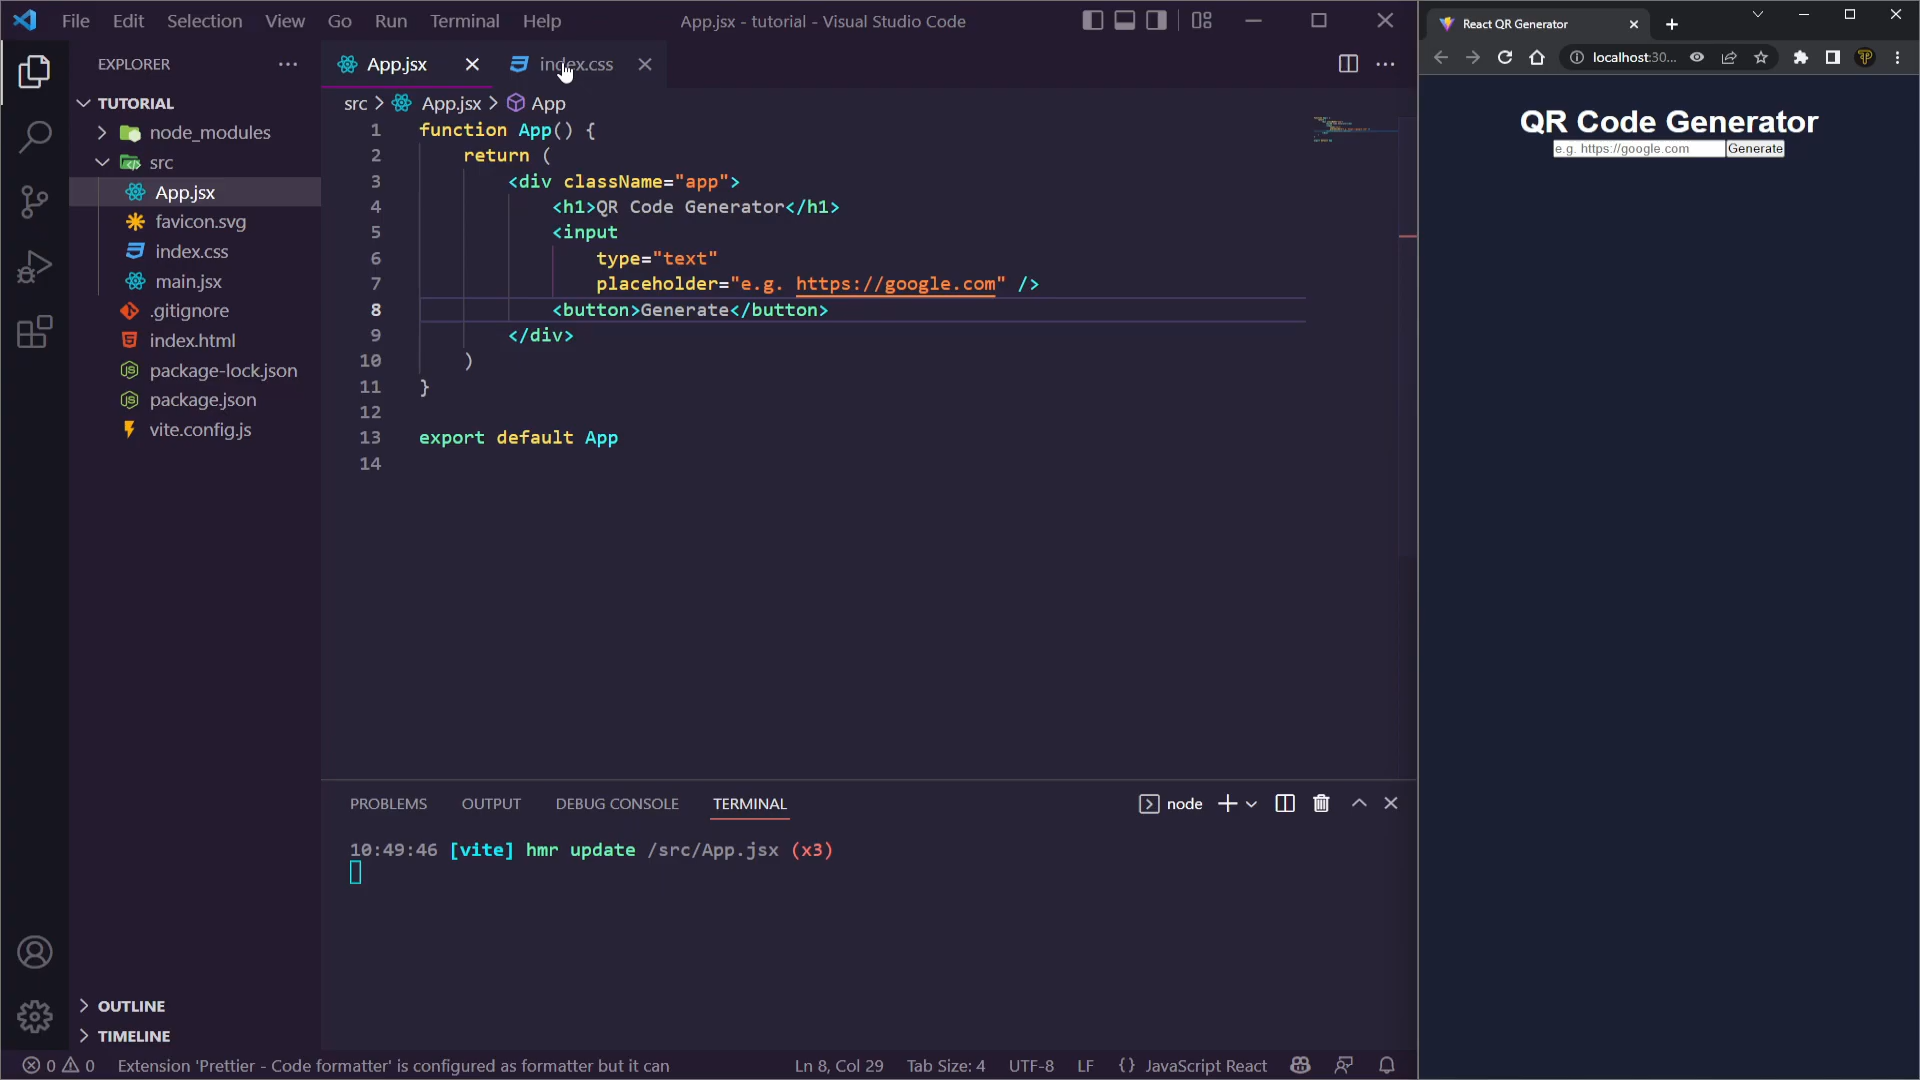 File Edit Selection View Go Run Terminal Help
App.jsx - tutorial - Visual Studio Code
EXPLORER
TUTORIAL
node_modules
src
App.jsx
favicon.svg
index.css
main.jsx
.gitignore
index.html
package-lock.json
package.json
vite.config.js
OUTLINE
TIMELINE
App.jsx
index.css
src > App.jsx > App
1 function App() {
2 return (
3 <div className="app">
4 <h1>QR Code Generator</h1>
5 <input
6 type="text"
7 placeholder="e.g. https://google.com" />
8 <button>Generate</button>
9 </div>
10 )
11 }
12
13 export default App
14
PROBLEMS OUTPUT DEBUG CONSOLE TERMINAL
node
10:49:46 [vite] hmr update /src/App.jsx (x3)
0 0 Extension 'Prettier - Code formatter' is configured as formatter but it can
Ln 8, Col 29 Tab Size: 4 UTF-8 LF {} JavaScript React
React QR Generator
localhost:30...
QR Code Generator
e.g. https://google.com
Generate